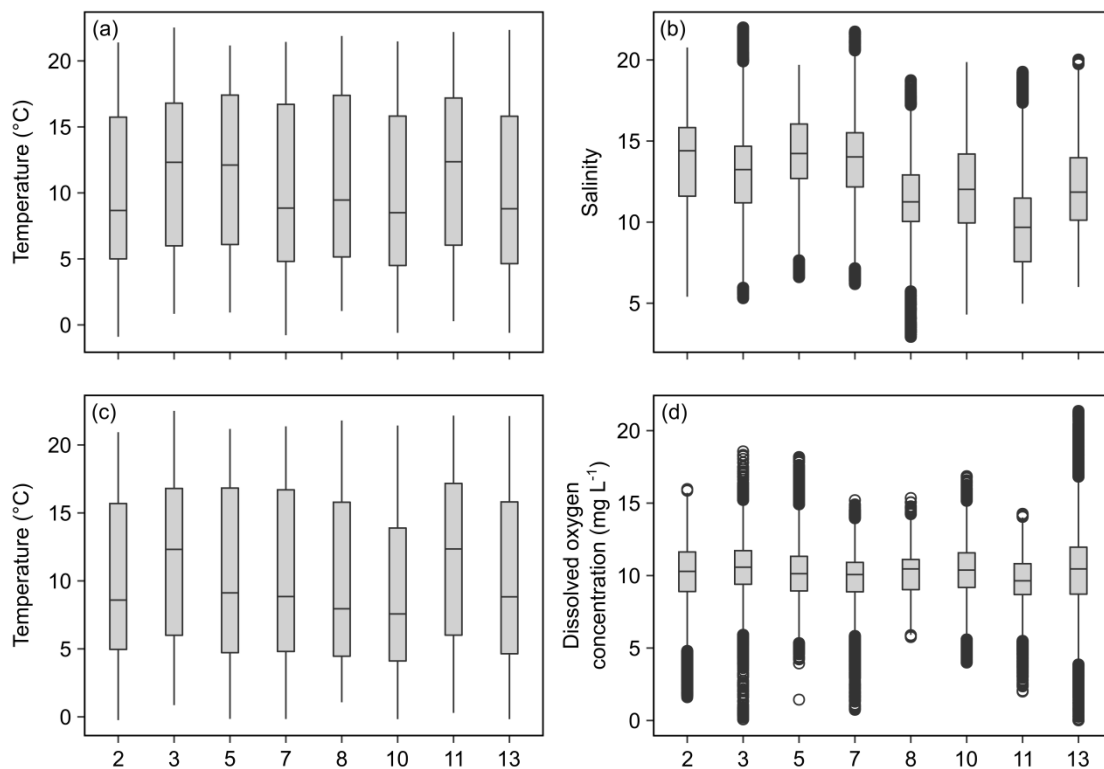 (a)
Temperature (°C)
20
15
10
5
0
(b)
Salinity
20
15
10
5
(c)
Temperature (°C)
20
15
10
5
0
2 3 5 7 8 10 11 13
(d)
Dissolved oxygen
concentration (mg L⁻¹)
20
15
10
5
0
2 3 5 7 8 10 11 13